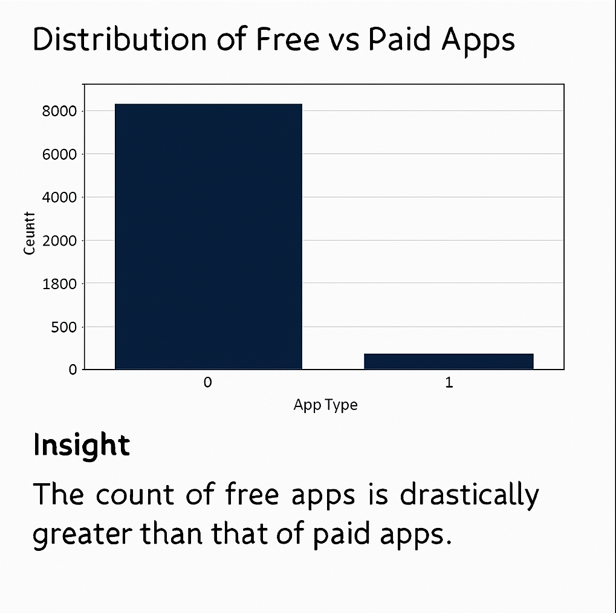 Distribution of Free vs Paid Apps
8000
6000
4000
2000
1800
500
0
Ceuntt
0 1
App Type
Insight
The count of free apps is drastically
greater than that of paid apps.